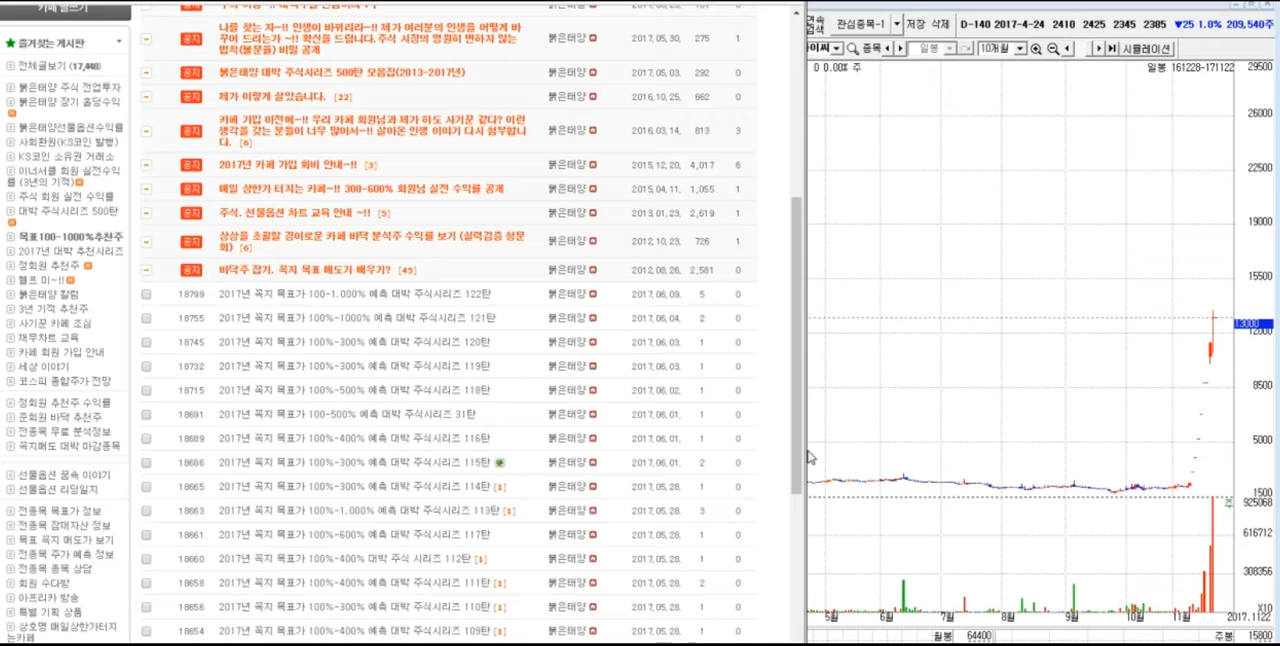 카페 글쓰기
즐겨찾는 게시판
전체글보기 (17,448)
붉은태양 주식 전업투자
붉은태양 장기 홀딩수익
붉은태양선물옵션수익률
사회환원(KS코인 발행)
KS코인 소유권 거래소
이너서클 회원 실전수익
률 (3년의 기적)
주식 회원 실전 수익률
대박 주식시리즈 500탄
목표100-1000%추천주
2017년 대박 추천시리즈
정회원 추천주
헬프 미~!!
붉은태양 칼럼
3년 기적 추천주
사기꾼 카페 조심
재무차트 교육
카페 회원 가입 안내
세상 이야기
코스피 종합주가 전망
정회원 추천주 수익률
준회원 바닥 추천주
전종목 무료 분석정보
꼭지매도 대박 마감종목
선물옵션 꿈속 이야기
선물옵션 리딩일지
전종목 목표가 정보
전종목 잠재자산 정보
목표 꼭지 매도가 보기
전종목 주가 예측 정보
전종목 종목 상담
회원 수다방
아프리카 방송
특별 기획 상품
상호명 매일상한가터지
는카페
공지 나를 찾는 자~!! 인생이 바뀌리라~!! 제가 여러분의 인생을 어떻게 바
꾸어 드리는가 ~!! 확신을 드립니다.주식 시장의 영원히 변하지 않는
법칙(불문률) 비밀 공개 붉은태양 2017.05.30. 275 1
공지 붉은태양 대박 주식시리즈 500탄 모음집(2013-2017년) 붉은태양 2017.05.03. 292 0
공지 제가 이렇게 살았습니다. [22] 붉은태양 2016.10.25. 662 0
공지 카페 가입 이전에~!! 우리 카페 회원님과 제가 하도 사기꾼 같다? 이런
생각을 갖는 분들이 너무 많아서~!! 살아온 인생 이야기 다시 첨부합니
다. [6] 붉은태양 2016.03.14. 813 3
공지 2017년 카페 가입 회비 안내~!! [3] 붉은태양 2015.12.20. 4,017 6
공지 매일 상한가 터지는 카페~!! 300-600% 회원님 실전 수익률 공개 붉은태양 2015.04.11. 1,055 1
공지 주식. 선물옵션 차트 교육 안내 ~!! [5] 붉은태양 2013.01.23. 2,619 1
공지 상상을 초월할 경이로운 카페 바닥 분석주 수익률 보기 (실력검증 청문
회) [6] 붉은태양 2012.10.23. 726 1
공지 바닥주 잡기. 꼭지 목표 매도가 배우기? [45] 붉은태양 2012.08.26. 2,581 0
18799 2017년 꼭지 목표가 100-1.000% 예측 대박 주식시리즈 122탄 붉은태양 2017.06.09. 5 0
18755 2017년 꼭지 목표가 100%-1000% 예측 대박 주식시리즈 121탄 붉은태양 2017.06.04. 2 0
18745 2017년 꼭지 목표가 100%-300% 예측 대박 주식시리즈 120탄 붉은태양 2017.06.03. 1 0
18732 2017년 꼭지 목표가 100%-300% 예측 대박 주식시리즈 119탄 붉은태양 2017.06.03. 1 0
18715 2017년 꼭지 목표가 100%-500% 예측 대박 주식시리즈 118탄 붉은태양 2017.06.02. 1 0
18691 2017년 꼭지 목표가 100-500% 예측 대박 주식시리즈 31탄 붉은태양 2017.06.01. 1 0
18689 2017년 꼭지 목표가 100%-400% 예측 대박 주식시리즈 116탄 붉은태양 2017.06.01. 1 0
18686 2017년 꼭지 목표가 100%-300% 예측 대박 주식시리즈 115탄 붉은태양 2017.06.01. 2 0
18665 2017년 꼭지 목표가 100%-300% 예측 대박 주식시리즈 114탄 [1] 붉은태양 2017.05.28. 1 0
18663 2017년 꼭지 목표가 100%-1.000% 예측 대박 주식시리즈 113탄 [1] 붉은태양 2017.05.28. 3 0
18661 2017년 꼭지 목표가 100%-600% 예측 대박 주식시리즈 117탄 붉은태양 2017.05.28. 1 0
18660 2017년 꼭지 목표가 100%-400% 대박 주식 시리즈 112탄 [1] 붉은태양 2017.05.28. 1 0
18658 2017년 꼭지 목표가 100%-400% 예측 대박 주식시리즈 111탄 [1] 붉은태양 2017.05.28. 2 0
18656 2017년 꼭지 목표가 100%-300% 예측 대박 주식시리즈 110탄 [1] 붉은태양 2017.05.28. 1 0
18654 2017년 꼭지 목표가 100%-400% 예측 대박 주식시리즈 109탄 [1] 붉은태양 2017.05.28. 1 0
관심종목-1 저장 삭제 D-140 2017-4-24 2410 2425 2345 2385 ▼25 1.0% 209,540주
종목 일봉 10개월 시뮬레이션
0 0.00% 주 일봉 161228-171122
29500
26000
22500
19000
15500
13000
12000
8500
5000
1500
925068
616712
308356
X10
5월 6월 7월 8월 9월 10월 11월 2017.1122
월봉 64400 주봉 15800